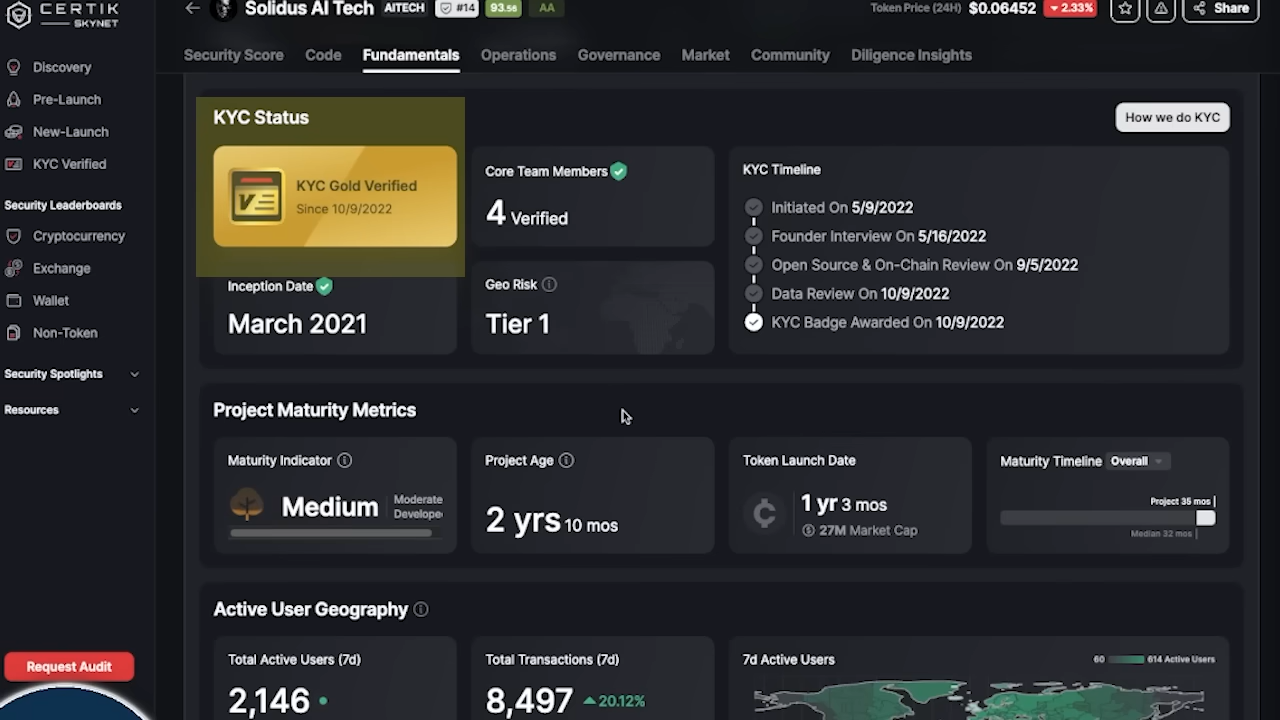 CERTIK
SKYNET
Discovery
Pre-Launch
New-Launch
KYC Verified
Security Leaderboards
Cryptocurrency
Exchange
Wallet
Non-Token
Security Spotlights
Resources
Request Audit
Solidus AI Tech AITECH #14 93.56 AA
Token Price (24H) $0.06452 2.33% Share
Security Score Code Fundamentals Operations Governance Market Community Diligence Insights
KYC Status
How we do KYC
KYC Gold Verified
Since 10/9/2022
Core Team Members
4 Verified
Inception Date
March 2021
Geo Risk
Tier 1
KYC Timeline
Initiated On 5/9/2022
Founder Interview On 5/16/2022
Open Source & On-Chain Review On 9/5/2022
Data Review On 10/9/2022
KYC Badge Awarded On 10/9/2022
Project Maturity Metrics
Maturity Indicator
Medium
Moderate
Develope
Project Age
2 yrs 10 mos
Token Launch Date
1 yr 3 mos
27M Market Cap
Maturity Timeline Overall
Project 35 mos
Median 32 mos
Active User Geography
Total Active Users (7d)
2,146
Total Transactions (7d)
8,497 20.12%
7d Active Users
60 614 Active Users